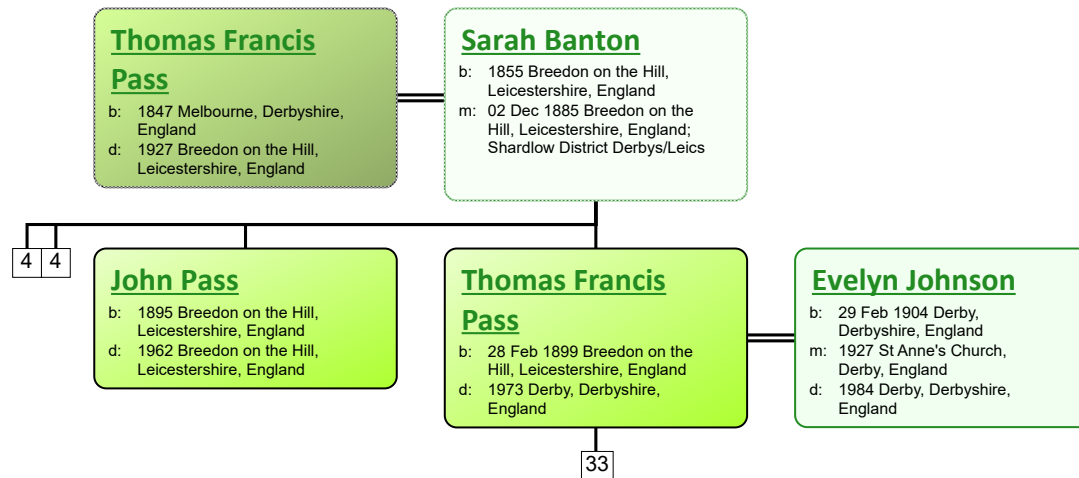 Thomas Francis
Pass
b: 1847 Melbourne, Derbyshire,
England
d: 1927 Breedon on the Hill,
Leicestershire, England
Sarah Banton
b: 1855 Breedon on the Hill,
Leicestershire, England
m: 02 Dec 1885 Breedon on the
Hill, Leicestershire, England;
Shardlow District Derbys/Leics
4 4
John Pass
b: 1895 Breedon on the Hill,
Leicestershire, England
d: 1962 Breedon on the Hill,
Leicestershire, England
Thomas Francis
Pass
b: 28 Feb 1899 Breedon on the
Hill, Leicestershire, England
d: 1973 Derby, Derbyshire,
England
Evelyn Johnson
b: 29 Feb 1904 Derby,
Derbyshire, England
m: 1927 St Anne's Church,
Derby, England
d: 1984 Derby, Derbyshire,
England
33